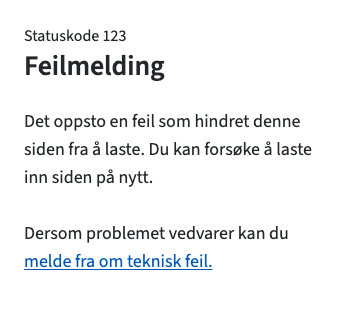 Statuskode 123
Feilmelding
Det oppsto en feil som hindret denne
siden fra å laste. Du kan forsøke å laste
inn siden på nytt.
Dersom problemet vedvarer kan du
melde fra om teknisk feil.